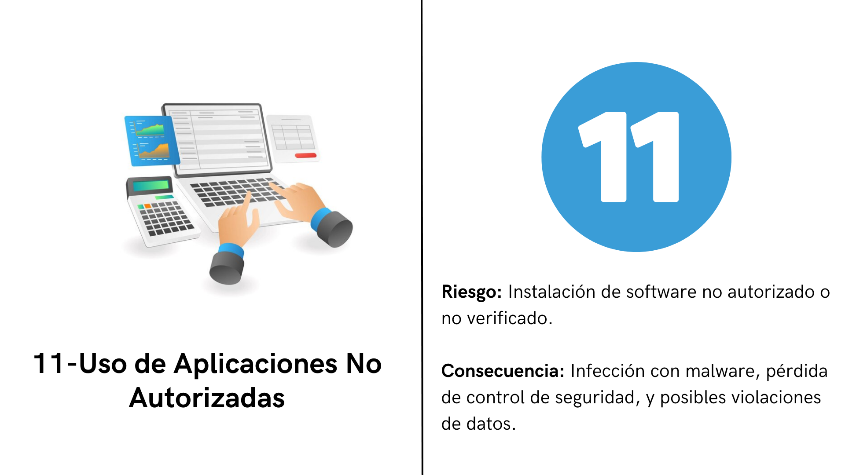 11-Uso de Aplicaciones No
Autorizadas
11
Riesgo: Instalación de software no autorizado o
no verificado.
Consecuencia: Infección con malware, pérdida
de control de seguridad, y posibles violaciones
de datos.